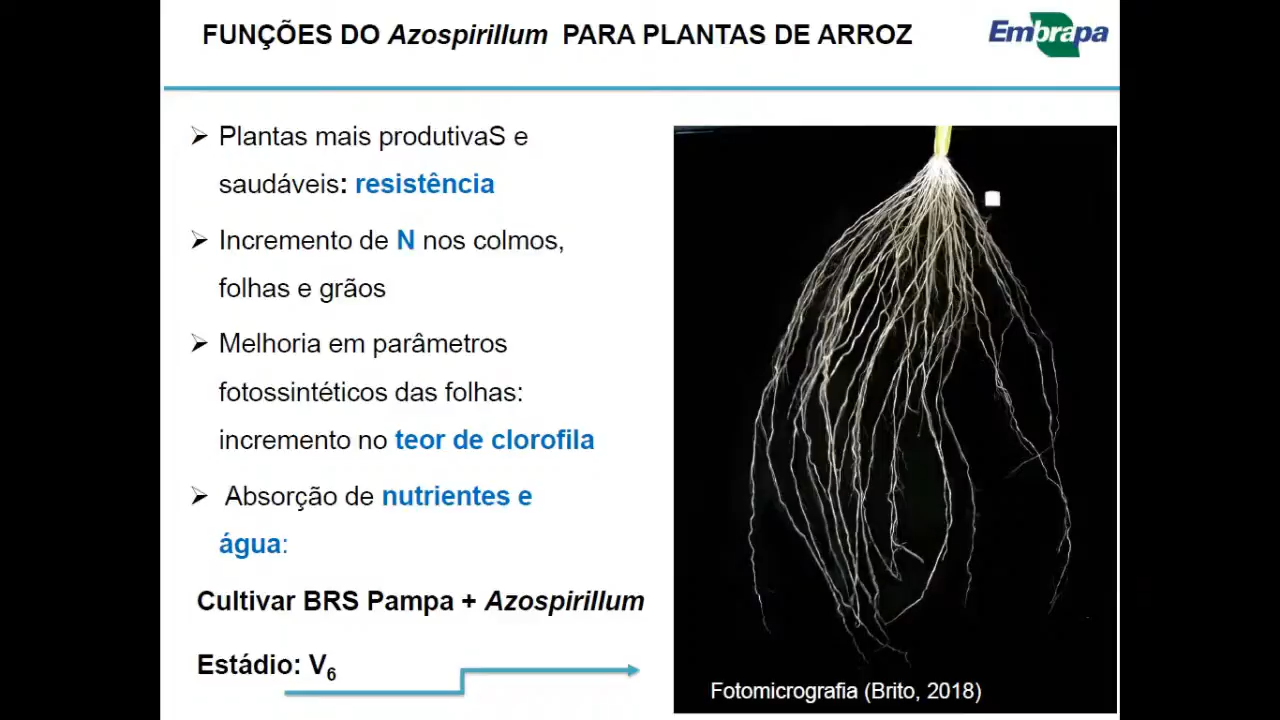 FUNÇÕES DO Azospirillum PARA PLANTAS DE ARROZ
Embrapa
➢ Plantas mais produtivaS e
saudáveis: resistência
➢ Incremento de N nos colmos,
folhas e grãos
➢ Melhoria em parâmetros
fotossintéticos das folhas:
incremento no teor de clorofila
➢ Absorção de nutrientes e
água:
Cultivar BRS Pampa + Azospirillum
Estádio: V6
Fotomicrografia (Brito, 2018)